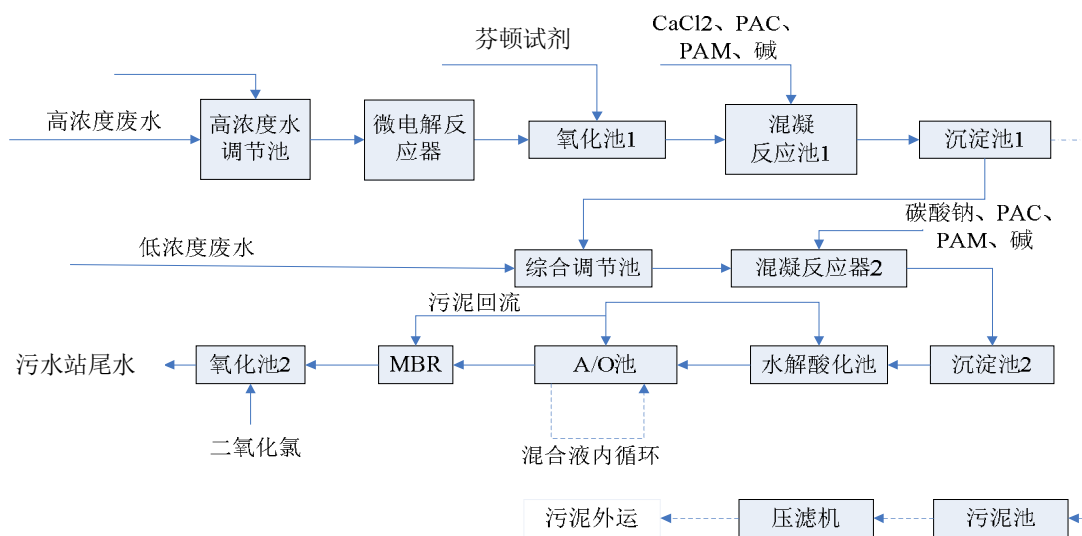 芬顿试剂
CaCl2、PAC、
PAM、碱
高浓度废水
高浓度水
调节池
微电解反
应器
氧化池1
混凝
反应池1
沉淀池1
碳酸钠、PAC、
PAM、碱
低浓度废水
综合调节池
混凝反应器2
污泥回流
污水站尾水
氧化池2
MBR
A/O池
水解酸化池
沉淀池2
二氧化氯
混合液内循环
污泥外运
压滤机
污泥池